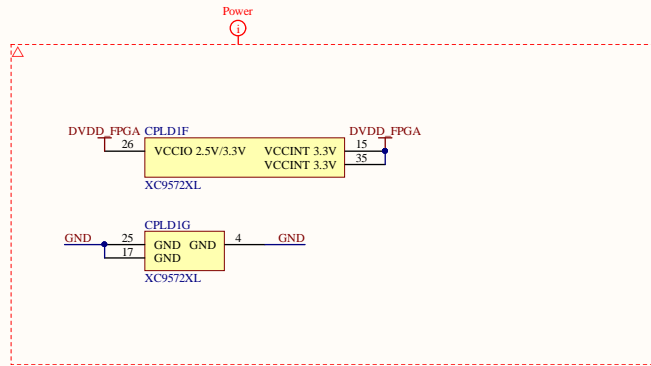 Power
i
DVDD_FPGA CPLD1F DVDD_FPGA
26 VCCIO 2.5V/3.3V VCCINT 3.3V 15
VCCINT 3.3V 35
XC9572XL
CPLD1G
GND 25 GND GND 4 GND
17 GND
XC9572XL